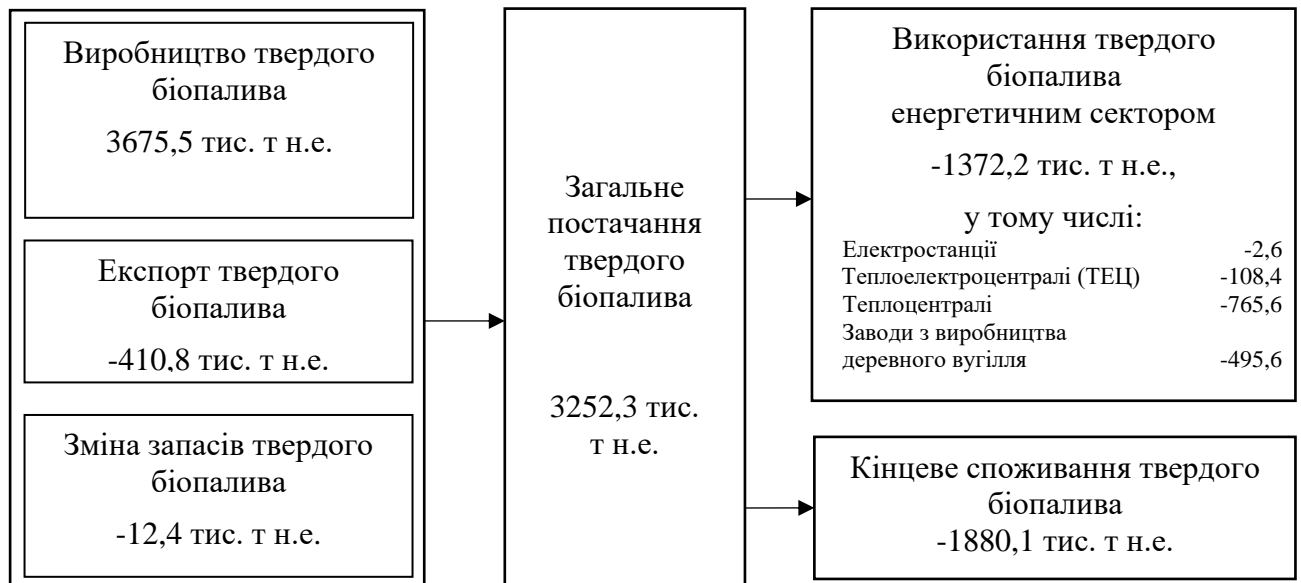 Виробництво твердого
біопалива
3675,5 тис. т н.е.
Експорт твердого
біопалива
-410,8 тис. т н.е.
Зміна запасів твердого
біопалива
-12,4 тис. т н.е.
Загальне
постачання
твердого
біопалива
3252,3 тис.
т н.е.
Використання твердого
біопалива
енергетичним сектором
-1372,2 тис. т н.е.,
у тому числі:
Електростанції -2,6
Теплоелектроцентралі (ТЕЦ) -108,4
Теплоцентралі -765,6
Заводи з виробництва
деревного вугілля -495,6
Кінцеве споживання твердого
біопалива
-1880,1 тис. т н.е.